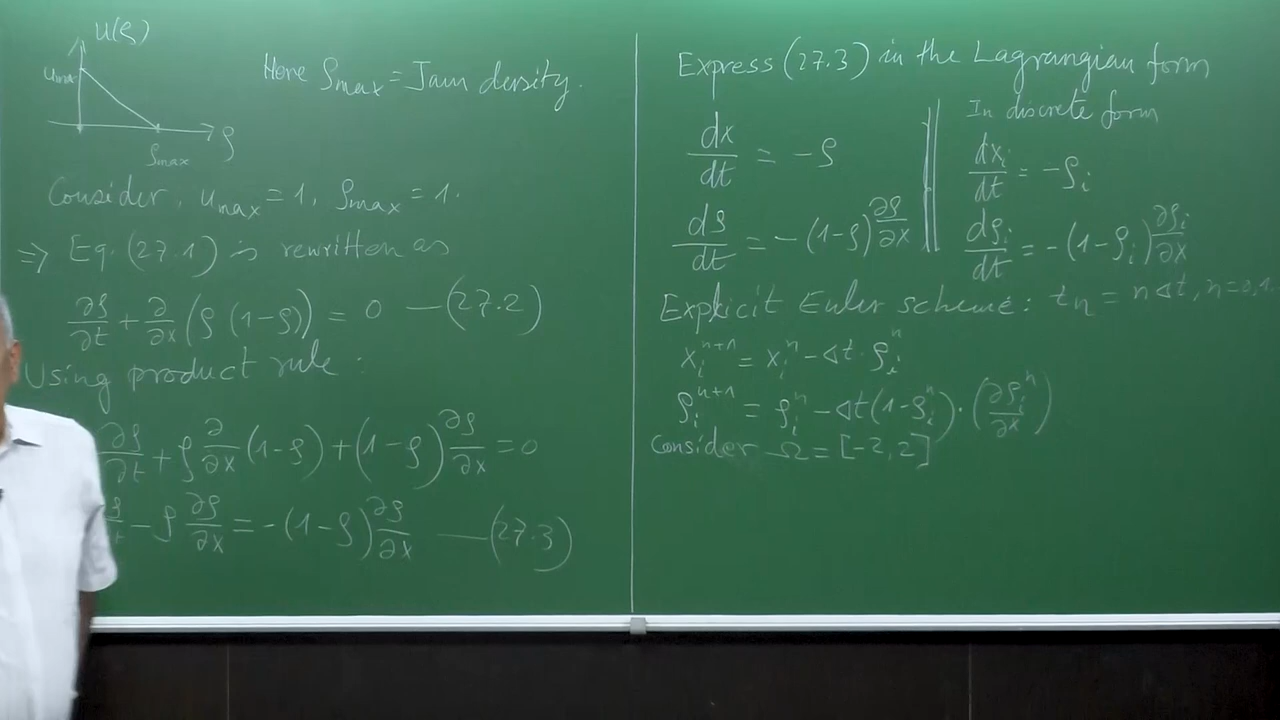 u(ρ)
u_max
ρ_max ρ
Here ρ_max = Jam density.
Consider, u_max = 1, ρ_max = 1.
⇒ Eq. (27.1) is rewritten as
∂ρ/∂t + ∂/∂x (ρ (1-ρ)) = 0 —(27.2)
Using product rule :
∂ρ/∂t + ρ ∂/∂x (1-ρ) + (1-ρ) ∂ρ/∂x = 0
- ρ ∂ρ/∂x = -(1-ρ) ∂ρ/∂x —(27.3)
Express (27.3) in the Lagrangian form
dx/dt = -ρ
dρ/dt = -(1-ρ) ∂ρ/∂x
In discrete form
dx_i/dt = -ρ_i
dρ_i/dt = -(1-ρ_i) ∂ρ_i/∂x
Explicit Euler scheme: t_n = n Δt, n=0,1
x_i^{n+1} = x_i^n - Δt · ρ_i^n
ρ_i^{n+1} = ρ_i^n - Δt (1-ρ_i^n) · (∂ρ_i^n/∂x)
Consider Ω = [-2,2]